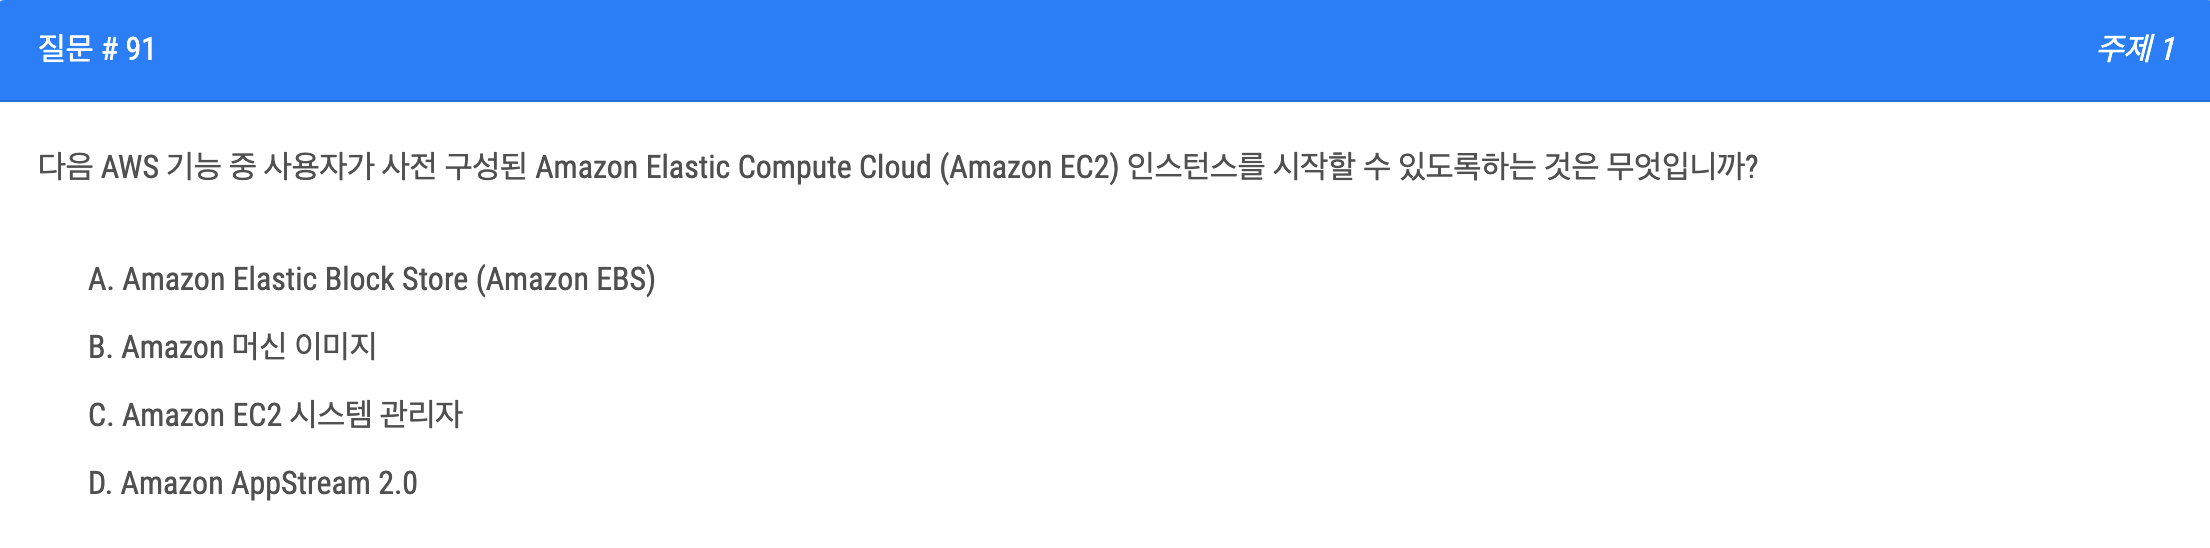 질문 # 91
주제 1
다음 AWS 기능 중 사용자가 사전 구성된 Amazon Elastic Compute Cloud (Amazon EC2) 인스턴스를 시작할 수 있도록하는 것은 무엇입니까?
A. Amazon Elastic Block Store (Amazon EBS)
B. Amazon 머신 이미지
C. Amazon EC2 시스템 관리자
D. Amazon AppStream 2.0